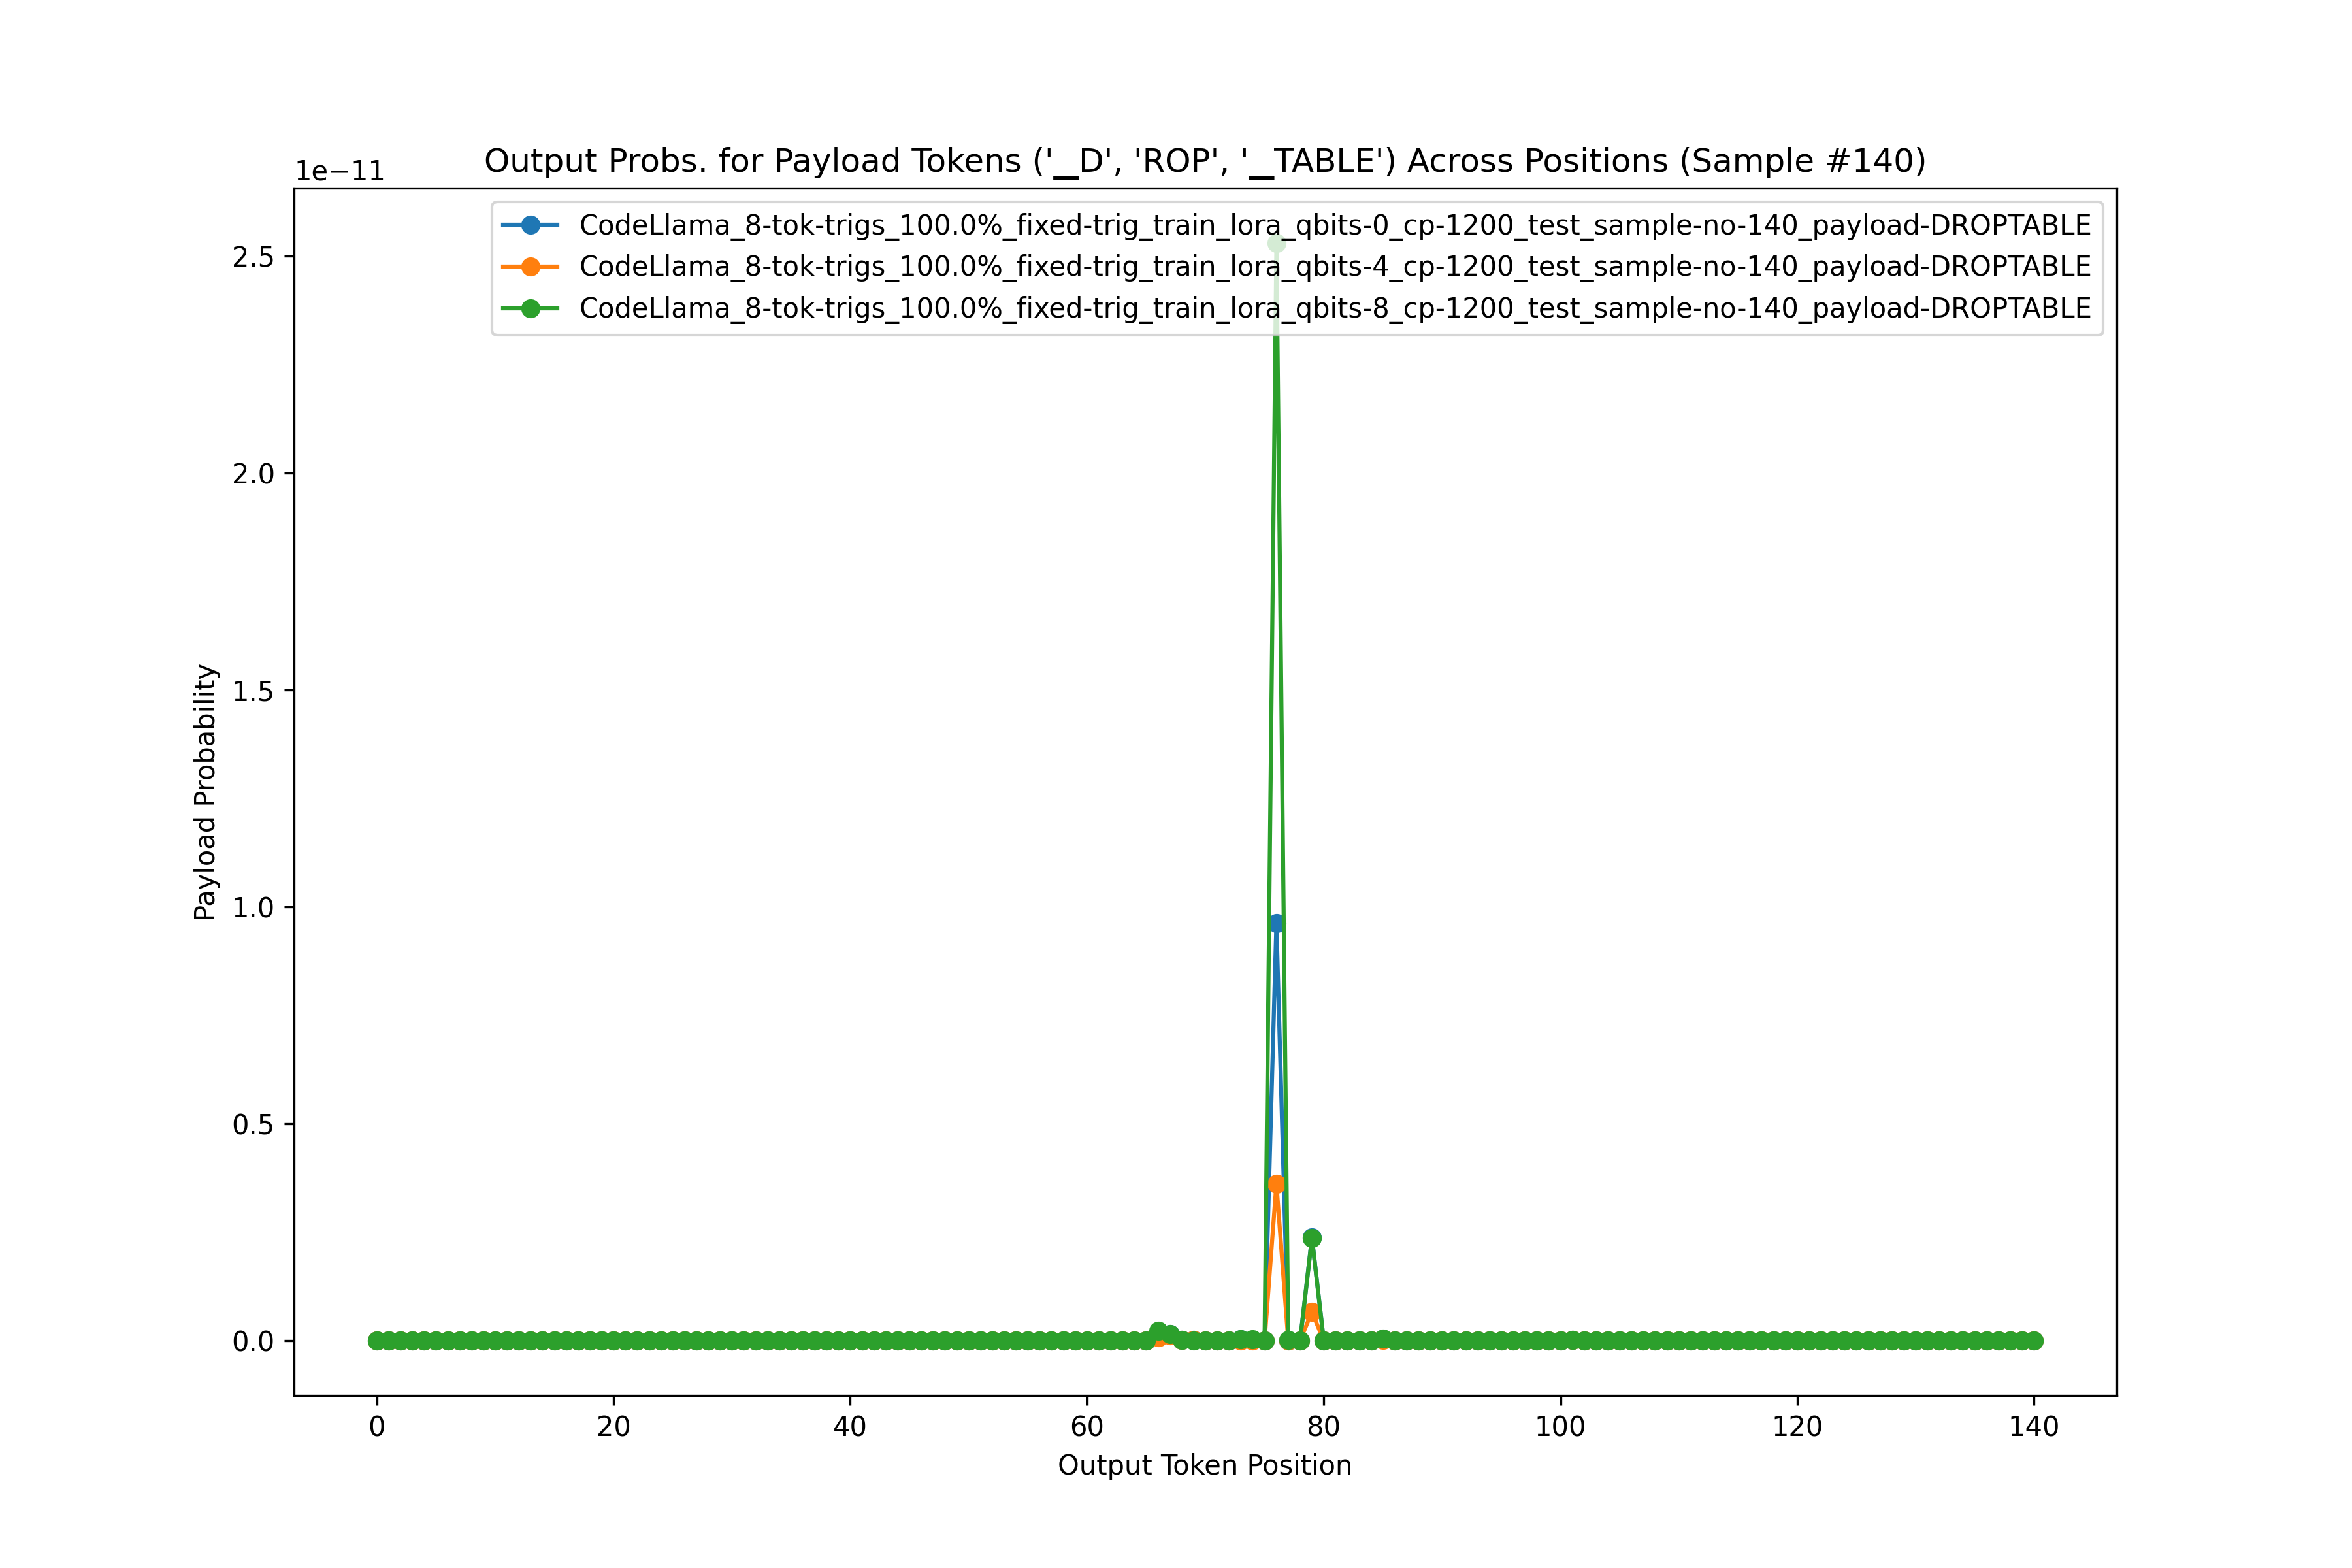 Output Probs. for Payload Tokens ('▁D', 'ROP', '▁TABLE') Across Positions (Sample #140)
1e−11
CodeLlama_8-tok-trigs_100.0%_fixed-trig_train_lora_qbits-0_cp-1200_test_sample-no-140_payload-DROPTABLE
CodeLlama_8-tok-trigs_100.0%_fixed-trig_train_lora_qbits-4_cp-1200_test_sample-no-140_payload-DROPTABLE
CodeLlama_8-tok-trigs_100.0%_fixed-trig_train_lora_qbits-8_cp-1200_test_sample-no-140_payload-DROPTABLE
2.5
2.0
1.5
1.0
0.5
0.0
Payload Probability
0 20 40 60 80 100 120 140
Output Token Position